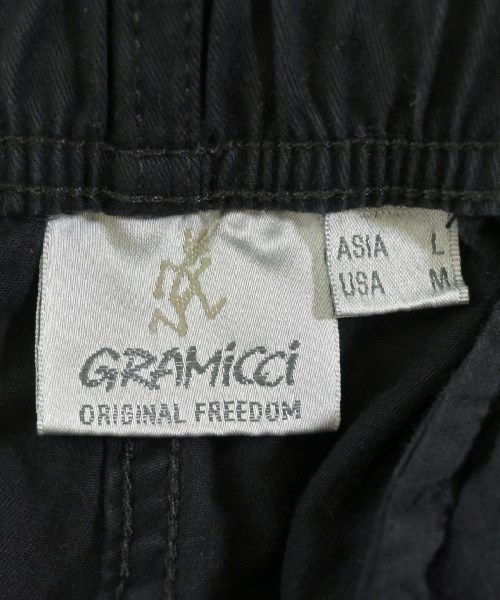 GRAMiCCi
ORIGINAL FREEDOM
ASIA L
USA M